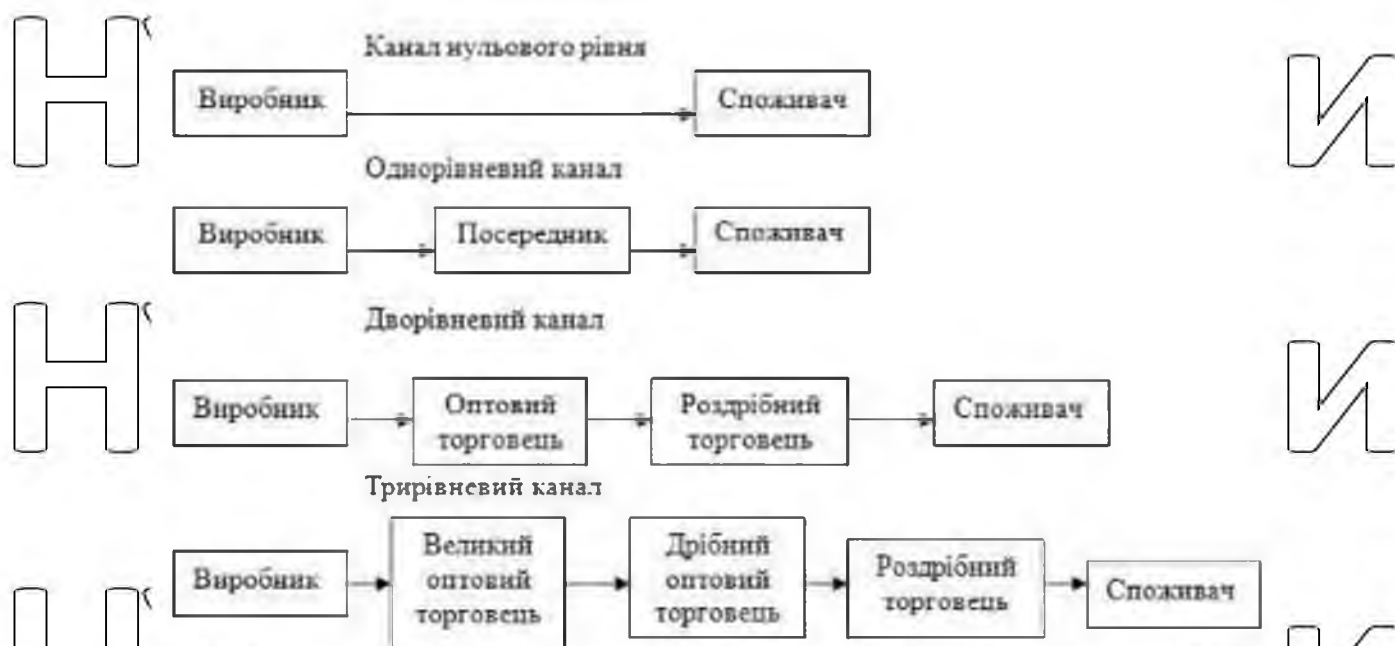 Канал нульового рівня
Виробник Споживач
Однорівневий канал
Виробник Посередник Споживач
Дворівневий канал
Виробник Оптовий торговець Роздрібний торговець Споживач
Трирівневий канал
Виробник Великий оптовий торговець Дрібний оптовий торговець Роздрібний торговець Споживач
Н И
Н И